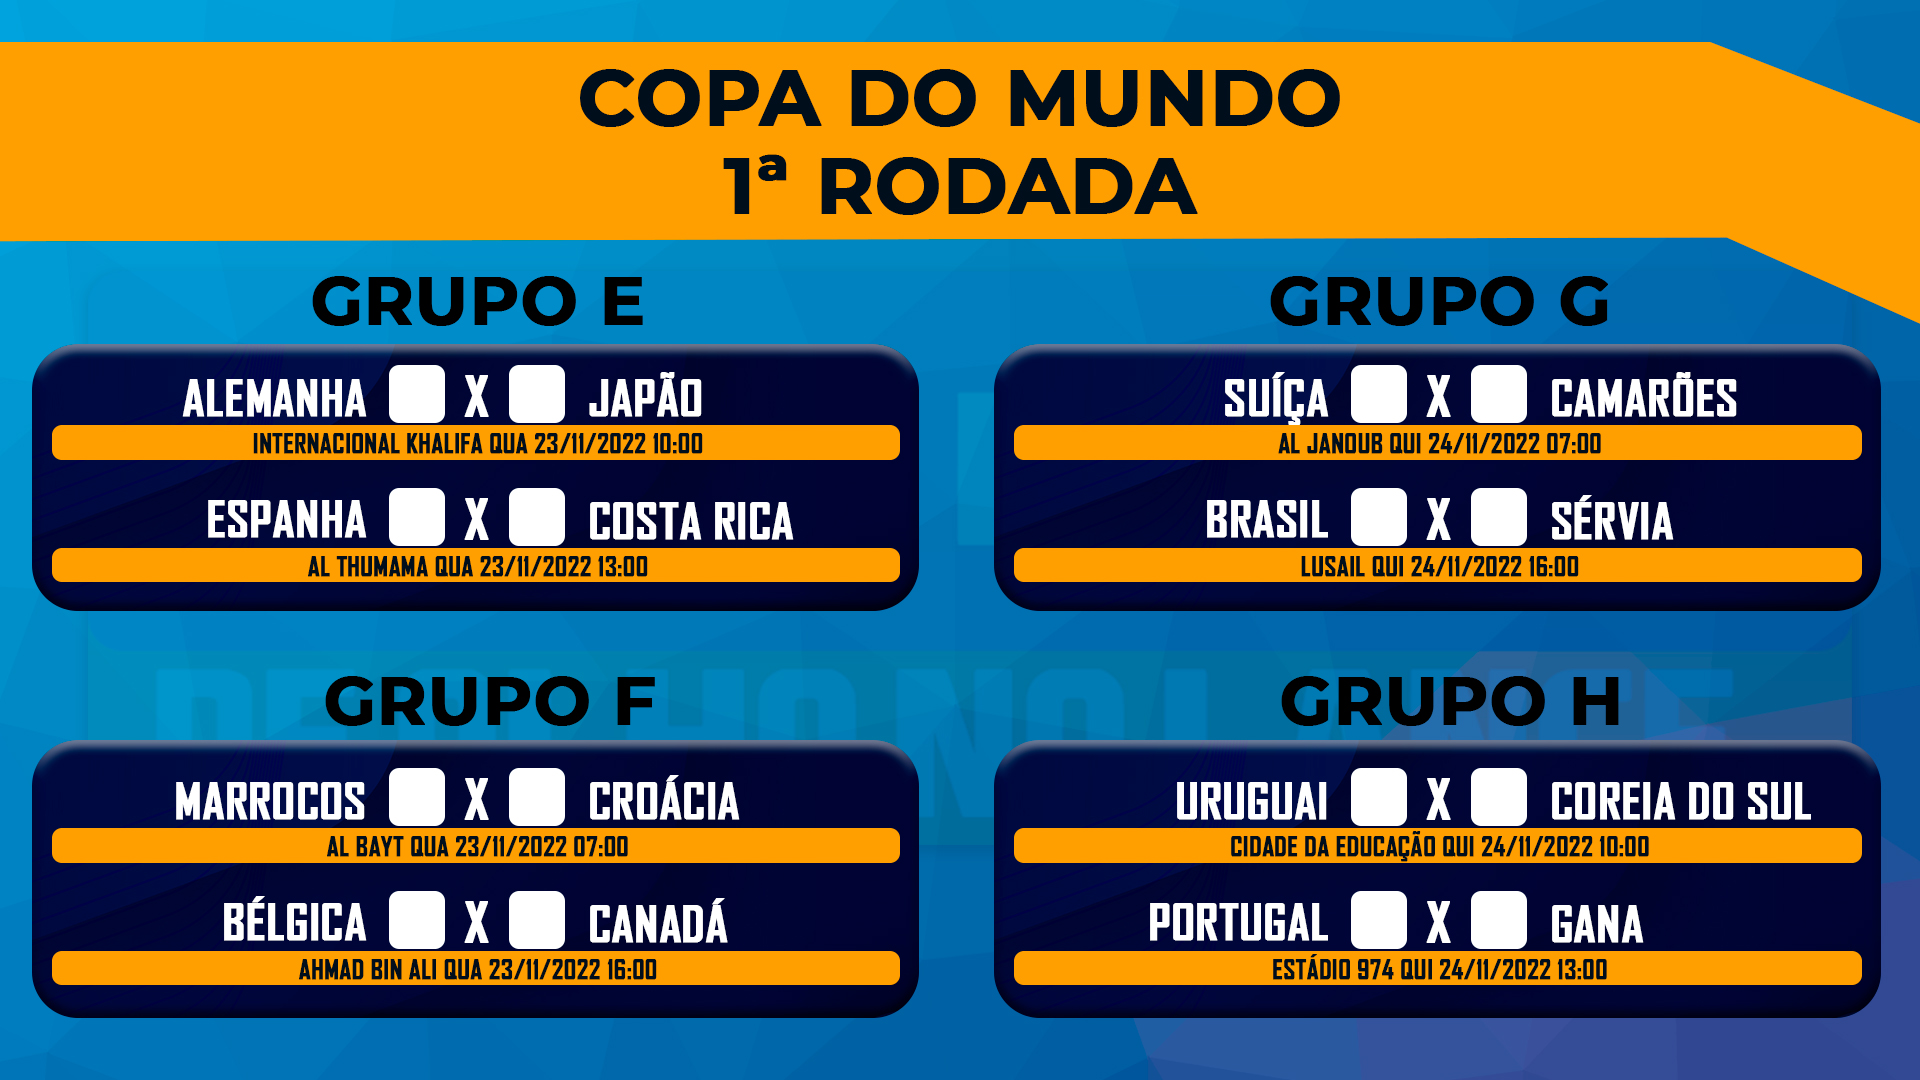 COPA DO MUNDO
1ª RODADA
GRUPO E
ALEMANHA X JAPÃO
INTERNACIONAL KHALIFA QUA 23/11/2022 10:00
ESPANHA X COSTA RICA
AL THUMAMA QUA 23/11/2022 13:00
GRUPO G
SUÍÇA X CAMARÕES
AL JANOUB QUI 24/11/2022 07:00
BRASIL X SÉRVIA
LUSAIL QUI 24/11/2022 16:00
GRUPO F
MARROCOS X CROÁCIA
AL BAYT QUA 23/11/2022 07:00
BÉLGICA X CANADÁ
AHMAD BIN ALI QUA 23/11/2022 16:00
GRUPO H
URUGUAI X COREIA DO SUL
CIDADE DA EDUCAÇÃO QUI 24/11/2022 10:00
PORTUGAL X GANA
ESTÁDIO 974 QUI 24/11/2022 13:00